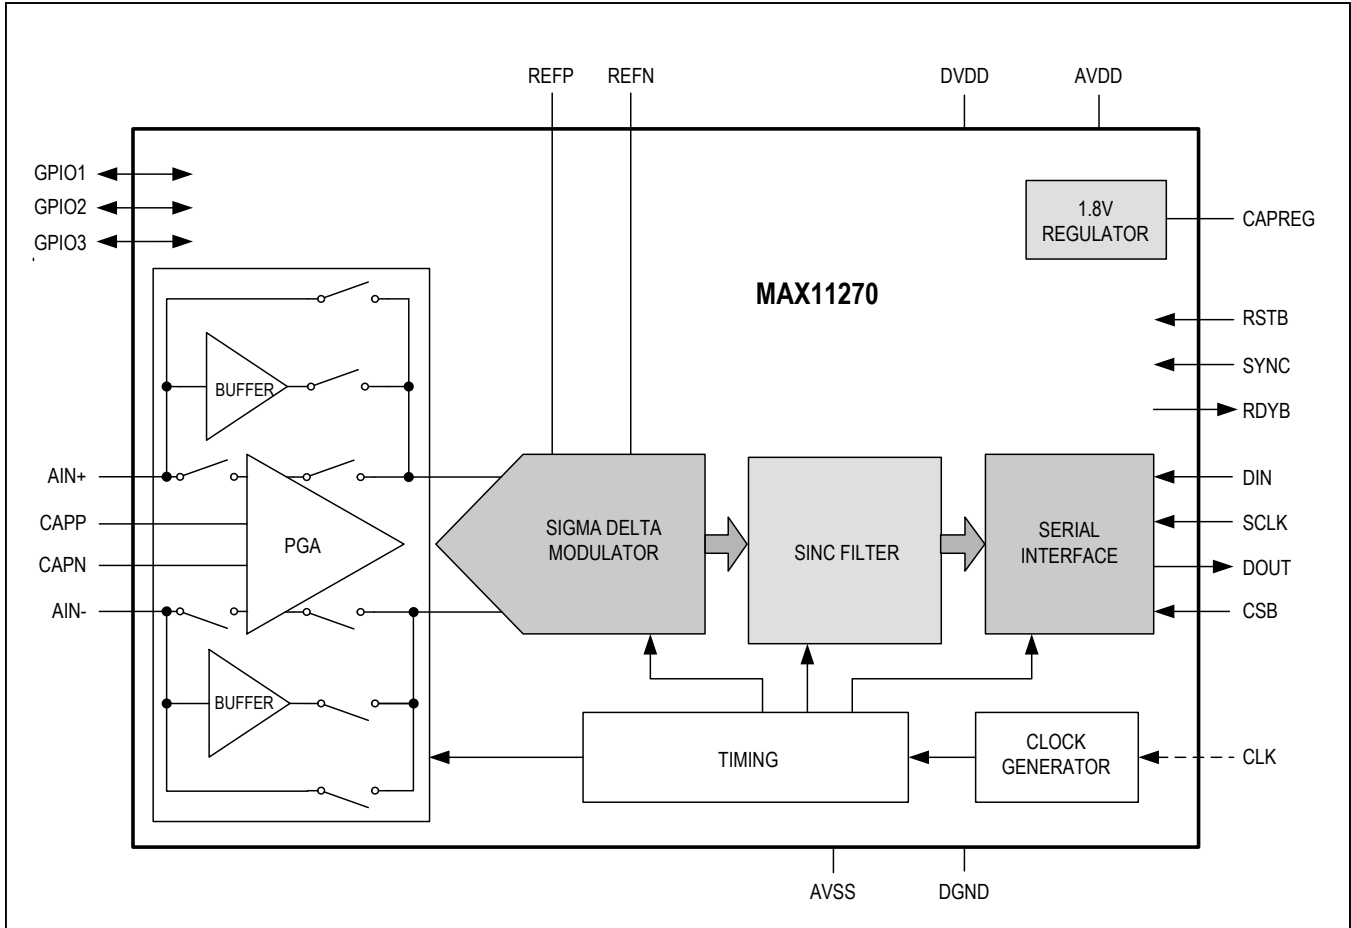 REFP REFN DVDD AVDD
GPIO1
GPIO2
GPIO3
1.8V
REGULATOR
CAPREG
MAX11270
RSTB
SYNC
RDYB
BUFFER
AIN+
CAPP
CAPN
AIN-
PGA
BUFFER
SIGMA DELTA
MODULATOR
SINC FILTER
SERIAL
INTERFACE
DIN
SCLK
DOUT
CSB
TIMING
CLOCK
GENERATOR
CLK
AVSS DGND